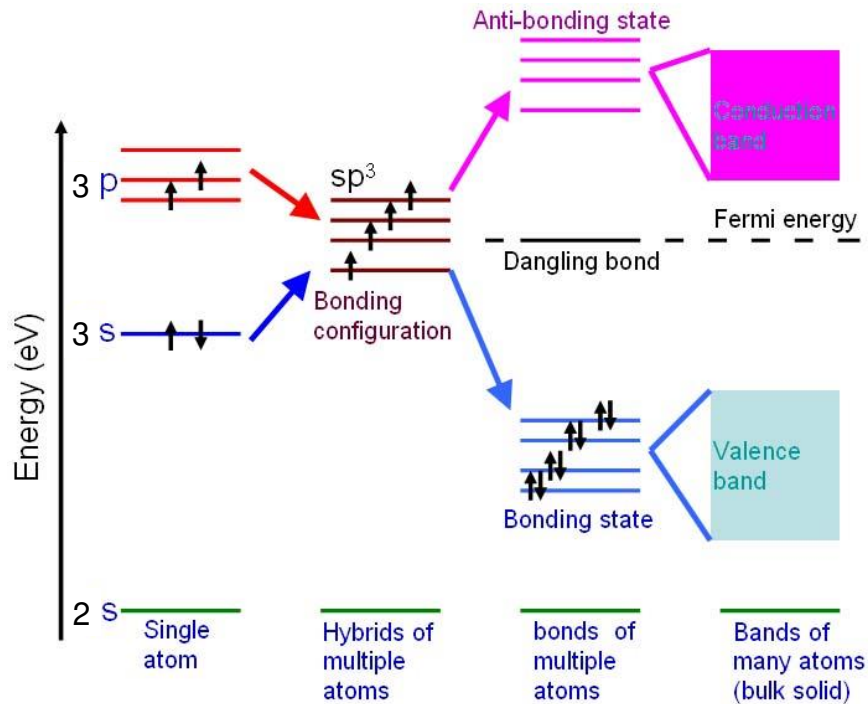 Anti-bonding state
Conduction
band
3 p
sp³
Fermi energy
Dangling bond
3 s
Bonding
configuration
Energy (eV)
Valence
band
Bonding state
2 s
Single
atom
Hybrids of
multiple
atoms
bonds of
multiple
atoms
Bands of
many atoms
(bulk solid)